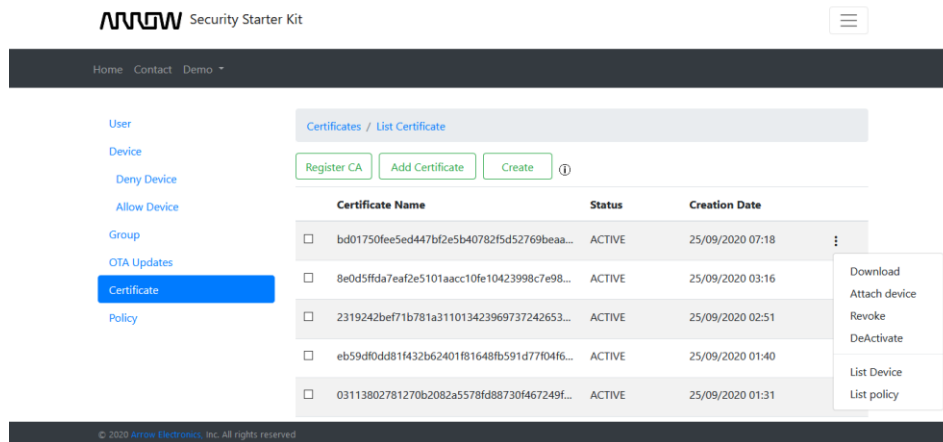 ARROW Security Starter Kit
Home Contact Demo
User
Device
Deny Device
Allow Device
Group
OTA Updates
Certificate
Policy
Certificates / List Certificate
Register CA Add Certificate Create
Certificate Name Status Creation Date
bd01750fee5ed447bf2e5b40782f5d52769beaa... ACTIVE 25/09/2020 07:18
8e0d5ffda7eaf2e5101aacc10fe10423998c7e98... ACTIVE 25/09/2020 03:16
2319242bef71b781a311013423969737242653... ACTIVE 25/09/2020 02:51
eb59df0dd81f432b62401f81648fb591d77f04f6... ACTIVE 25/09/2020 01:40
03113802781270b2082a5578fd88730f467249f... ACTIVE 25/09/2020 01:31
Download
Attach device
Revoke
DeActivate
List Device
List policy
© 2020 Arrow Electronics, Inc. All rights reserved